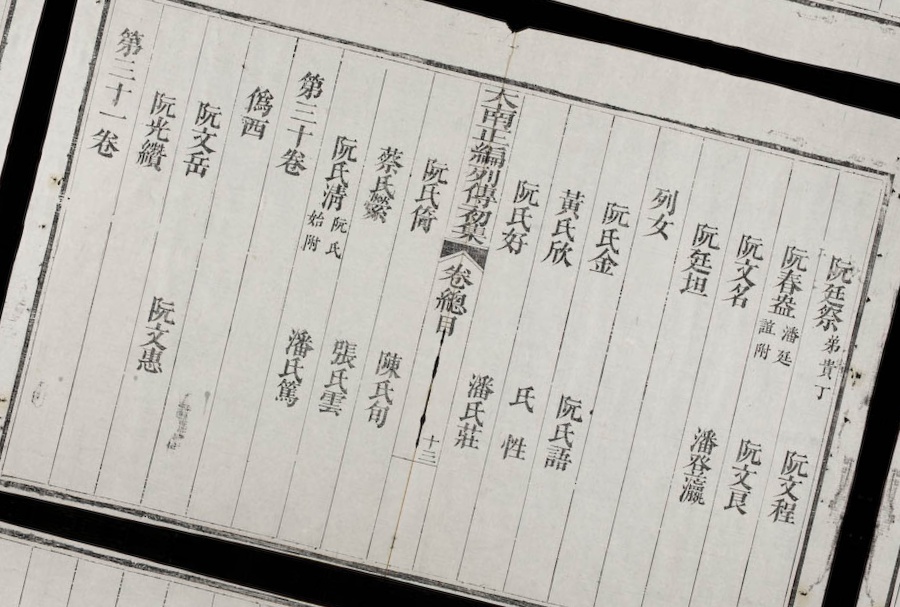 阮廷祭弟貴丁 阮文程
阮春盎潘廷誼附 阮文良
阮文名 潘登瀛
阮廷坦
列女
阮氏金 阮氏語
黃氏欣 氏性
阮氏好 潘氏莊
大南正編列傳初集 卷總目 十三
阮氏倚 陳氏旬
蔡氏 張氏雲
阮氏清阮氏始附 潘氏篤
第三十卷
偽西
阮文岳 阮文惠
阮光纘
第三十一卷